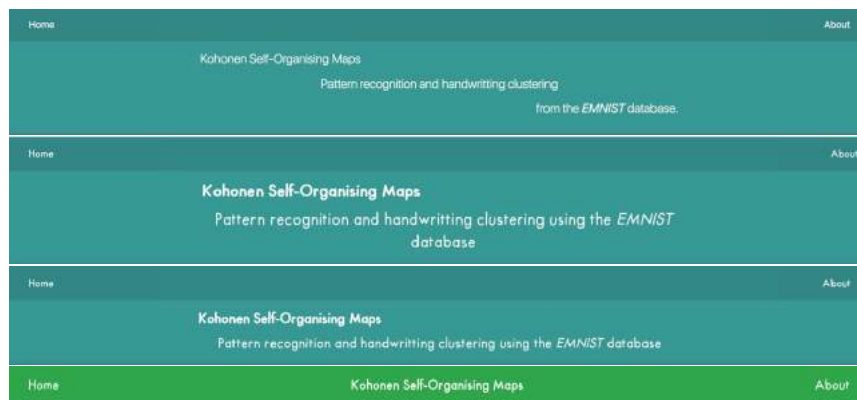 Home About
Kohonen Self-Organising Maps
Pattern recognition and handwritting clustering
from the EMNIST database.
Home About
Kohonen Self-Organising Maps
Pattern recognition and handwritting clustering using the EMNIST
database
Home About
Kohonen Self-Organising Maps
Pattern recognition and handwritting clustering using the EMNIST database
Home Kohonen Self-Organising Maps About